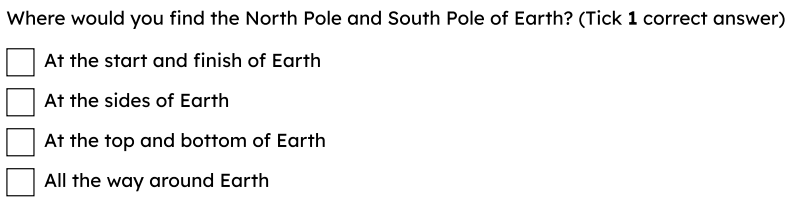 Where would you find the North Pole and South Pole of Earth? (Tick 1 correct answer)
At the start and finish of Earth
At the sides of Earth
At the top and bottom of Earth
All the way around Earth